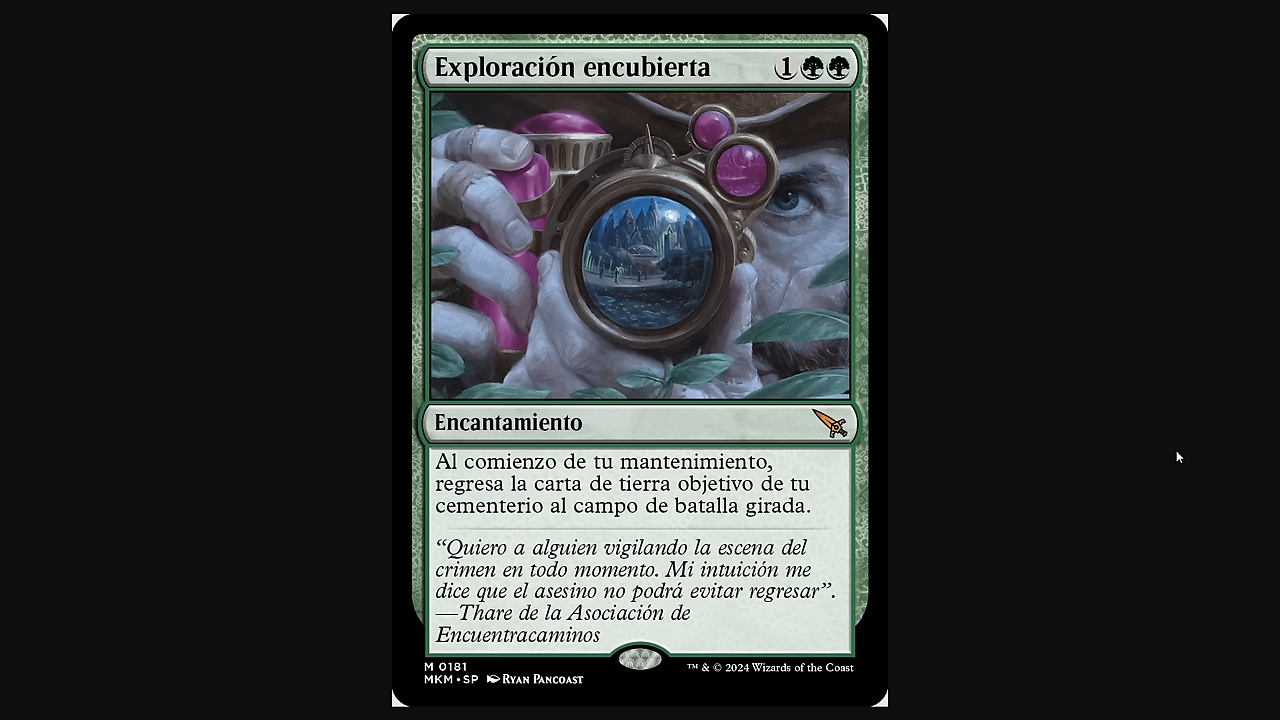 Exploración encubierta 1
Encantamiento
Al comienzo de tu mantenimiento,
regresa la carta de tierra objetivo de tu
cementerio al campo de batalla girada.
“Quiero a alguien vigilando la escena del
crimen en todo momento. Mi intuición me
dice que el asesino no podrá evitar regresar”.
—Thare de la Asociación de
Encuentracaminos
M 0181
MKM • SP Ryan Pancoast
™ & © 2024 Wizards of the Coast